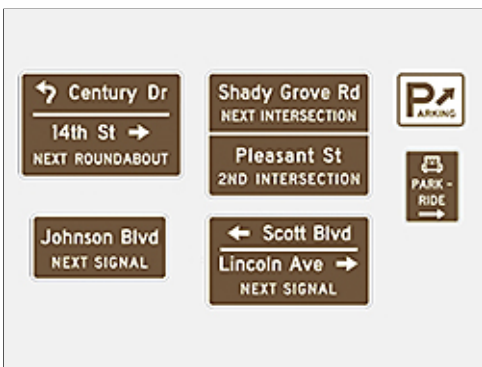 Century Dr
14th St
NEXT ROUNDABOUT
Shady Grove Rd
NEXT INTERSECTION
Pleasant St
2ND INTERSECTION
P
PARKING
PARK -
RIDE
Johnson Blvd
NEXT SIGNAL
Scott Blvd
Lincoln Ave
NEXT SIGNAL